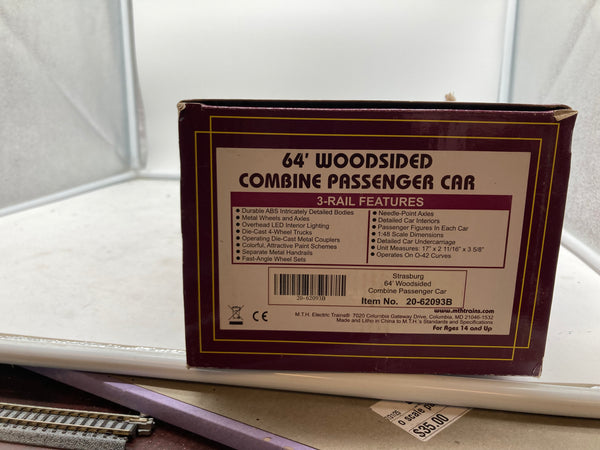 64' WOODSIDED
COMBINE PASSENGER CAR
3-RAIL FEATURES
• Durable ABS Intricately Detailed Bodies
• Metal Wheels and Axles
• Overhead LED Interior Lighting
• Die-Cast 4-Wheel Trucks
• Operating Die-Cast Metal Couplers
• Colorful, Attractive Paint Schemes
• Separate Metal Handrails
• Fast-Angle Wheel Sets
• Needle-Point Axles
• Detailed Car Interiors
• Passenger Figures In Each Car
• 1:48 Scale Dimensions
• Detailed Car Undercarriage
• Unit Measures: 17" x 2 11/16" x 3 5/8"
• Operates On O-42 Curves
20-62093B
Strasburg
64' Woodsided
Combine Passenger Car
Item No. 20-62093B
CE
www.mthtrains.com
M.T.H. Electric Trains® 7020 Columbia Gateway Drive, Columbia, MD 21046-1532
Made and Litho in China to M.T.H.'s Standards and Specifications
For Ages 14 and Up
o scale
$35.00